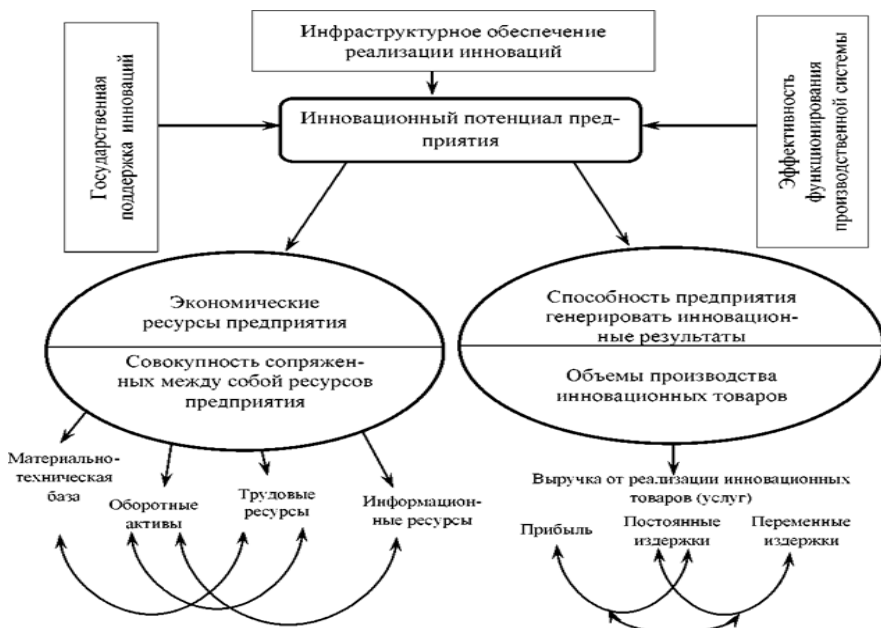 Инфраструктурное обеспечение
реализации инноваций
Государственная
поддержка инноваций
Инновационный потенциал пред-
приятия
Эффективность
функционирования
производственной системы
Экономические
ресурсы предприятия
Совокупность сопряжен-
ных между собой ресурсов
предприятия
Способность предприятия
генерировать инновацион-
ные результаты
Объемы производства
инновационных товаров
Материально-
техническая
база
Оборотные
активы
Трудовые
ресурсы
Информацион-
ные ресурсы
Выручка от реализации инновационных
товаров (услуг)
Прибыль
Постоянные
издержки
Переменные
издержки